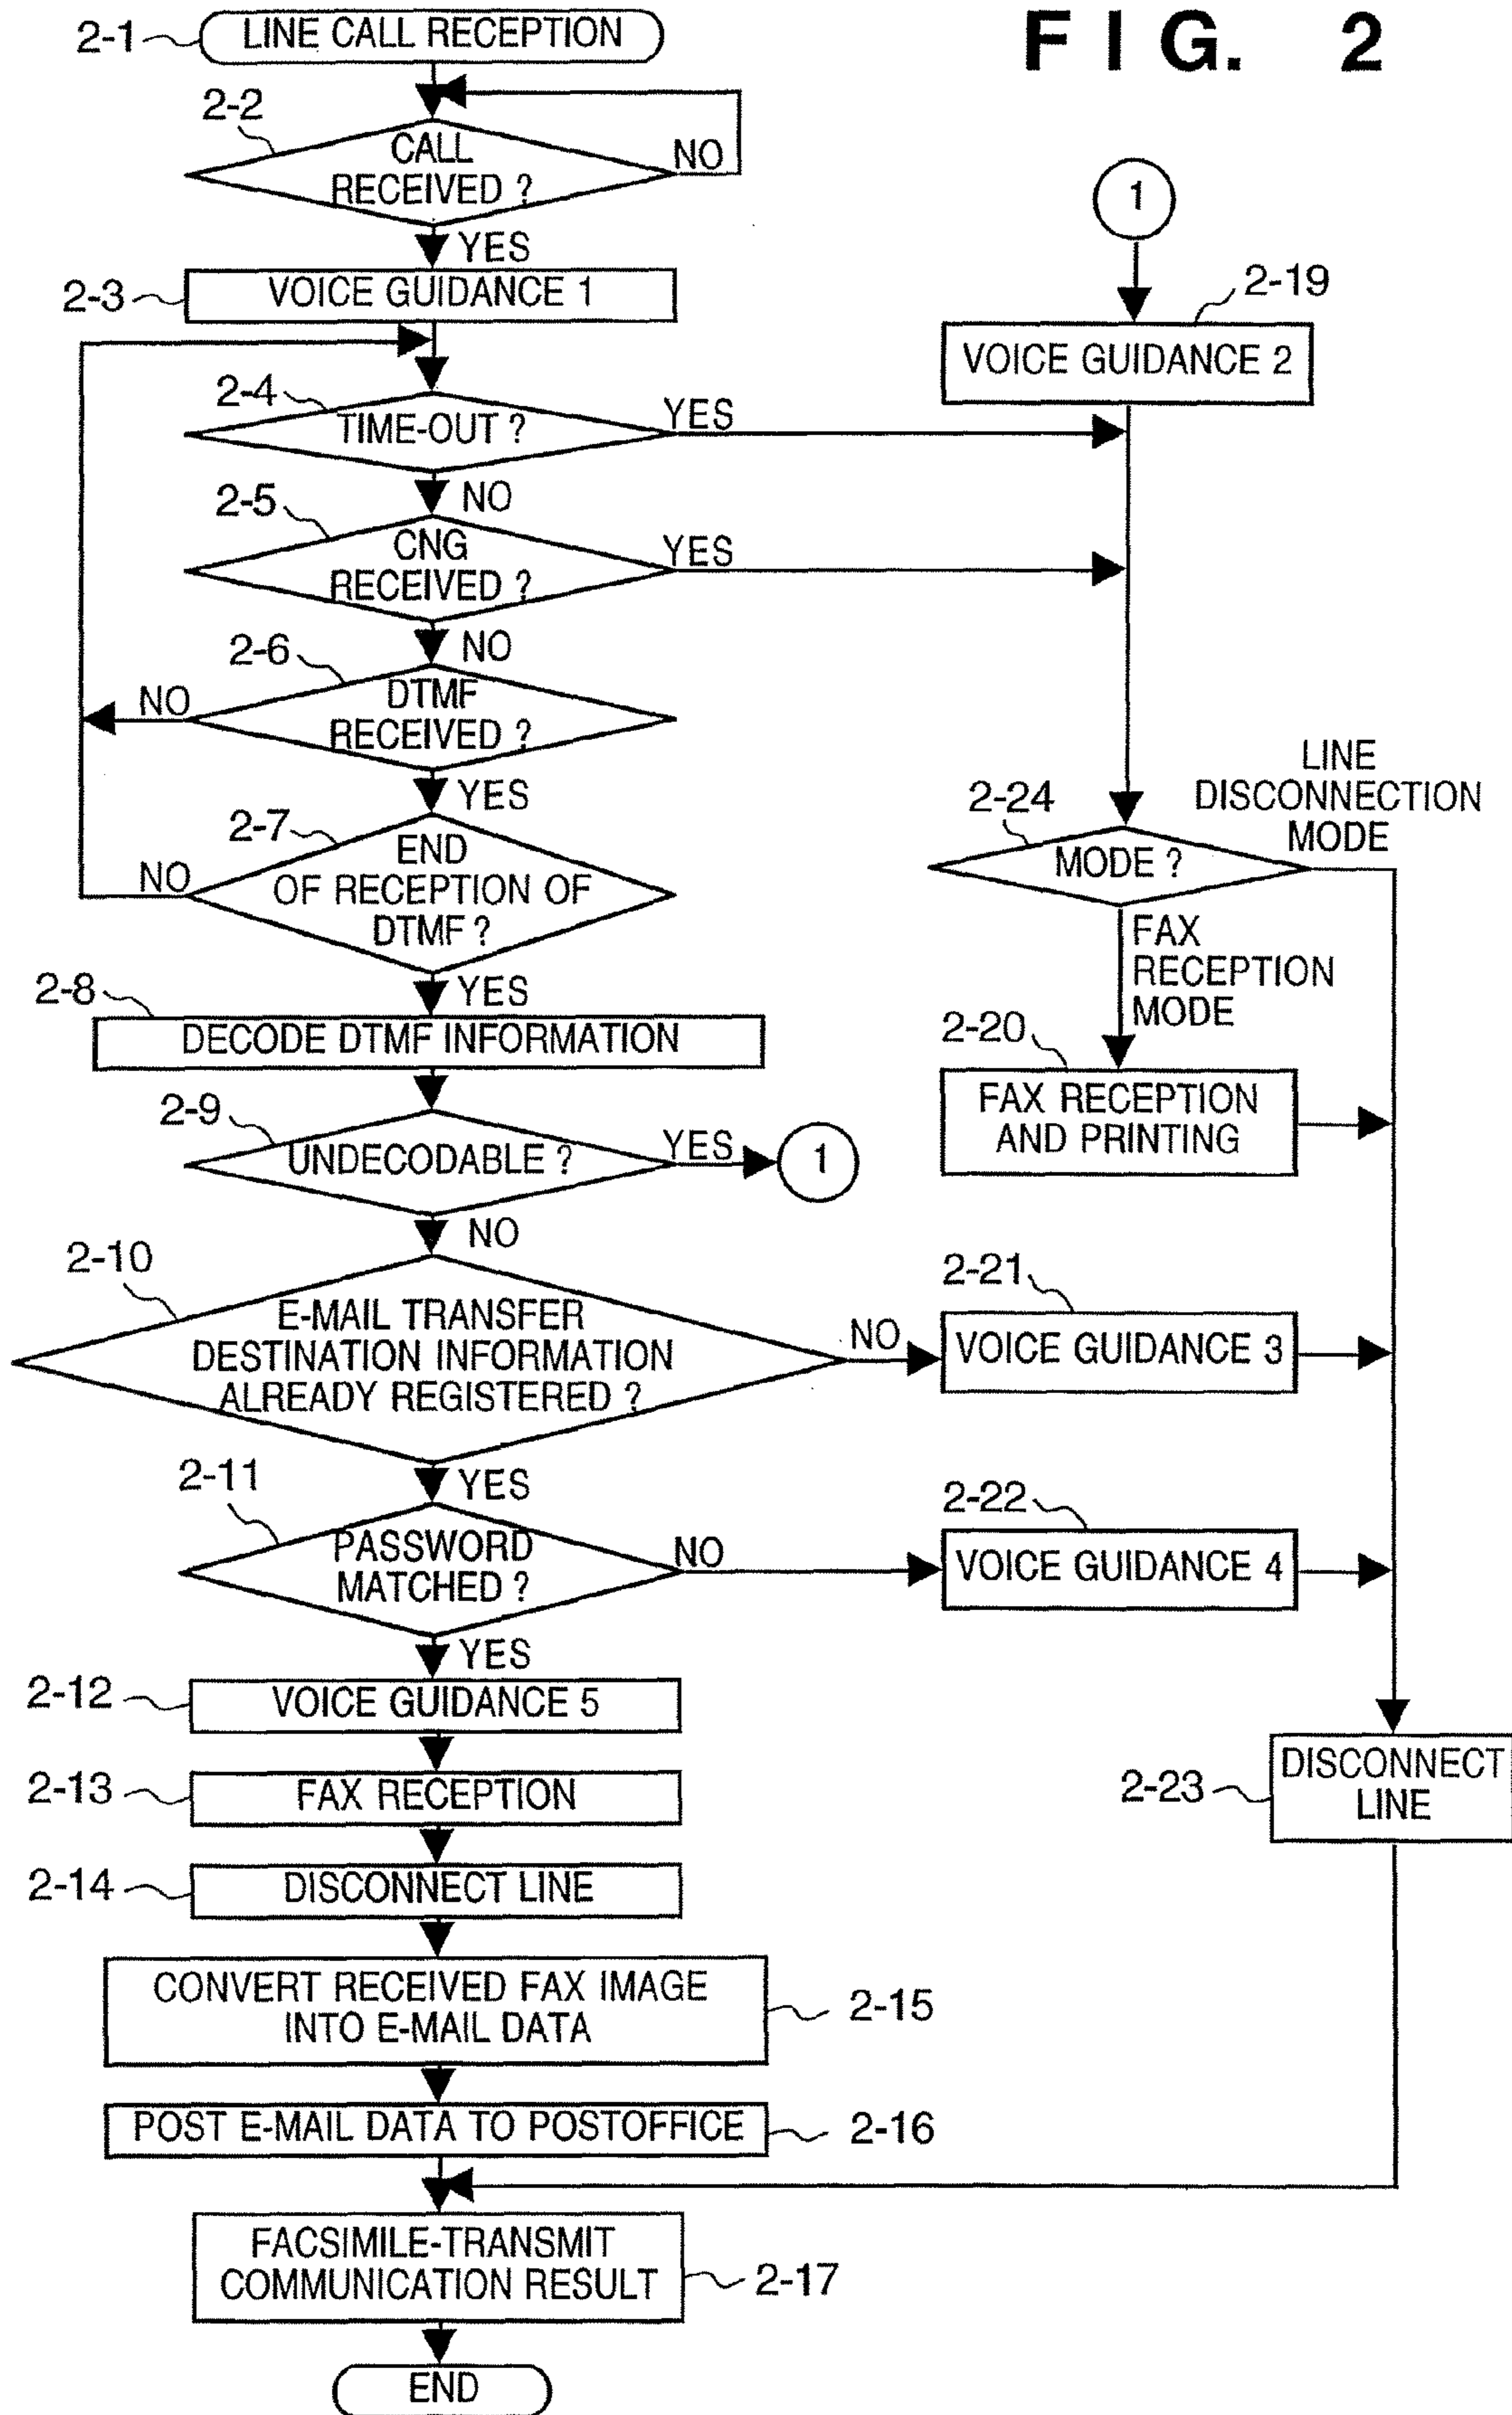 FIG. 2
2-1
LINE CALL RECEPTION
2-2
CALL
RECEIVED ?
NO
YES
2-3
VOICE GUIDANCE 1
2-4
TIME-OUT ?
YES
NO
2-5
CNG
RECEIVED ?
YES
NO
2-6
DTMF
RECEIVED ?
NO
YES
2-7
END
OF RECEPTION OF
DTMF ?
NO
YES
2-8
DECODE DTMF INFORMATION
2-9
UNDECODABLE ?
YES
1
NO
2-10
E-MAIL TRANSFER
DESTINATION INFORMATION
ALREADY REGISTERED ?
NO
YES
2-11
PASSWORD
MATCHED ?
NO
YES
2-12
VOICE GUIDANCE 5
2-13
FAX RECEPTION
2-14
DISCONNECT LINE
CONVERT RECEIVED FAX IMAGE
INTO E-MAIL DATA
2-15
POST E-MAIL DATA TO POSTOFFICE
2-16
FACSIMILE-TRANSMIT
COMMUNICATION RESULT
2-17
END
1
2-19
VOICE GUIDANCE 2
2-24
MODE ?
LINE
DISCONNECTION
MODE
FAX
RECEPTION
MODE
2-20
FAX RECEPTION
AND PRINTING
2-21
VOICE GUIDANCE 3
2-22
VOICE GUIDANCE 4
2-23
DISCONNECT
LINE